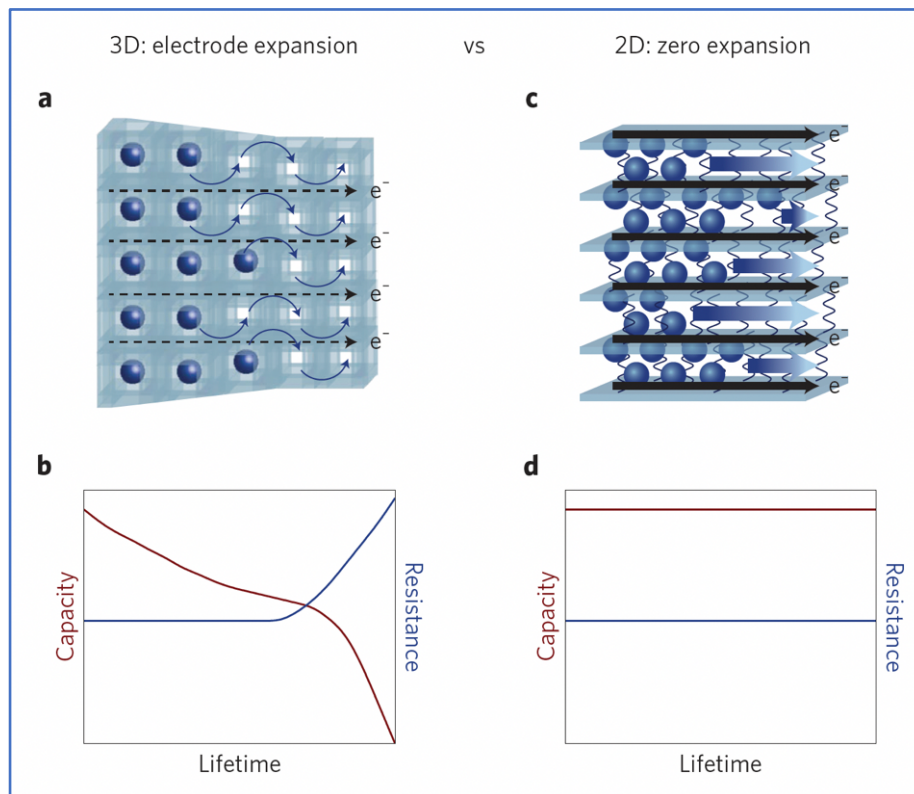 3D: electrode expansion vs 2D: zero expansion
a
e⁻
e⁻
e⁻
e⁻
c
e⁻
e⁻
e⁻
e⁻
e⁻
e⁻
b
Capacity
Resistance
Lifetime
d
Capacity
Resistance
Lifetime